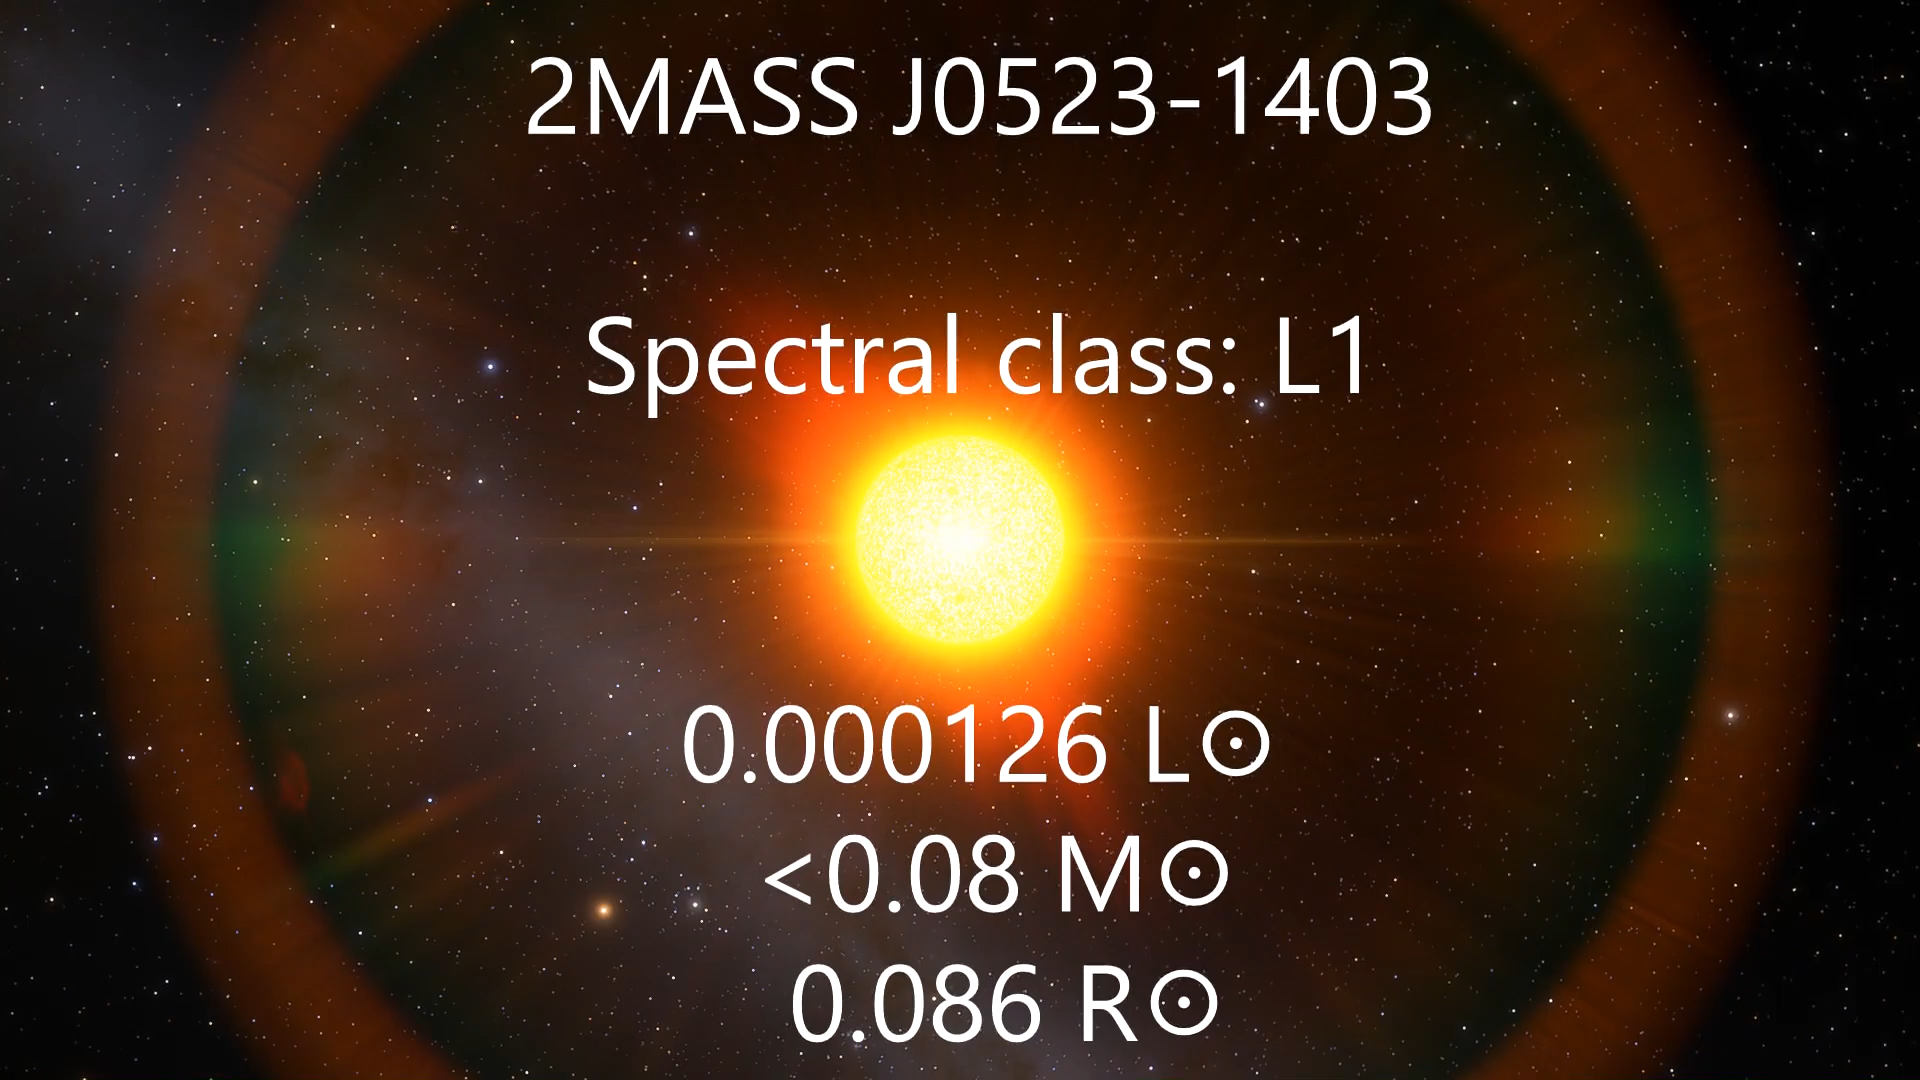 2MASS J0523-1403
Spectral class: L1
0.000126 L☉
<0.08 M☉
0.086 R☉